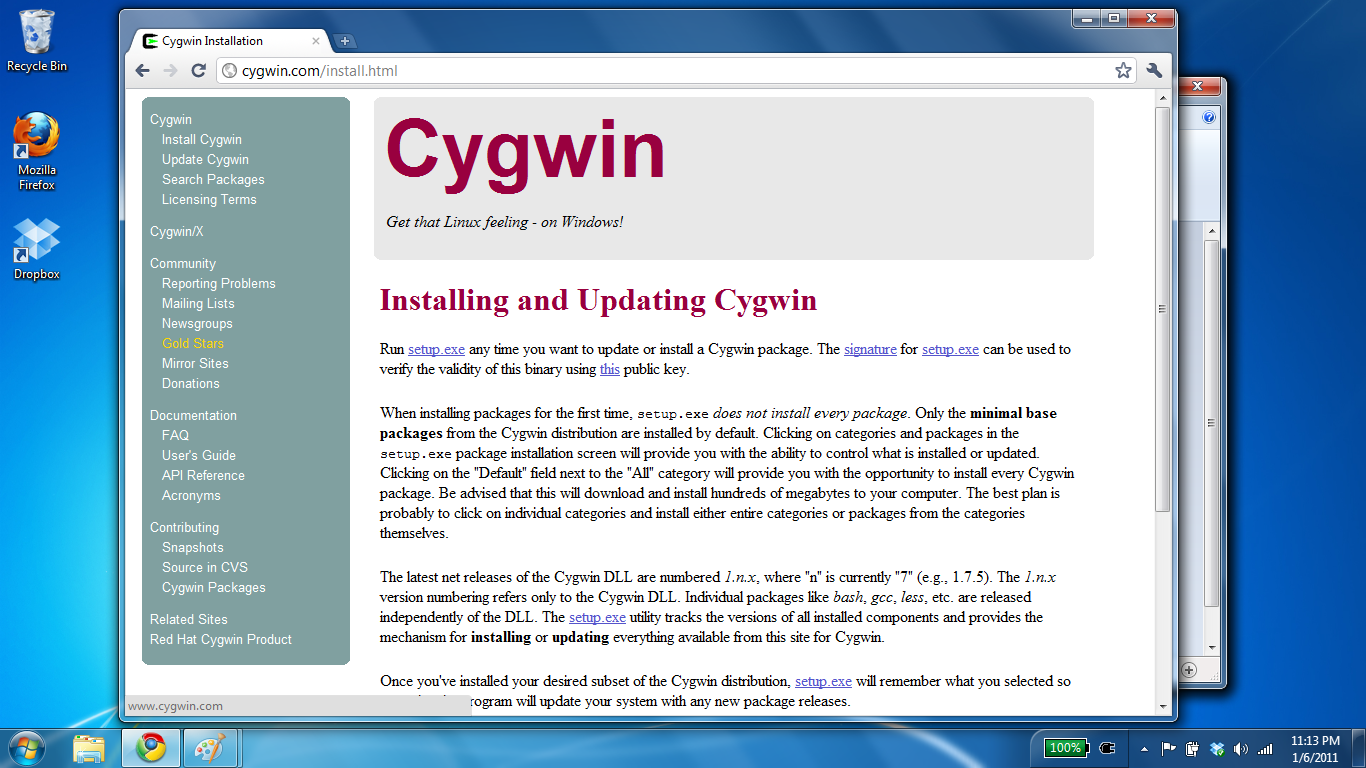 Recycle Bin
Mozilla
Firefox
Dropbox
Cygwin Installation
cygwin.com/install.html
Cygwin
Install Cygwin
Update Cygwin
Search Packages
Licensing Terms
Cygwin/X
Community
Reporting Problems
Mailing Lists
Newsgroups
Gold Stars
Mirror Sites
Donations
Documentation
FAQ
User's Guide
API Reference
Acronyms
Contributing
Snapshots
Source in CVS
Cygwin Packages
Related Sites
Red Hat Cygwin Product
Cygwin
Get that Linux feeling - on Windows!
Installing and Updating Cygwin
Run setup.exe any time you want to update or install a Cygwin package. The signature for setup.exe can be used to
verify the validity of this binary using this public key.
When installing packages for the first time, setup.exe does not install every package. Only the minimal base
packages from the Cygwin distribution are installed by default. Clicking on categories and packages in the
setup.exe package installation screen will provide you with the ability to control what is installed or updated.
Clicking on the "Default" field next to the "All" category will provide you with the opportunity to install every Cygwin
package. Be advised that this will download and install hundreds of megabytes to your computer. The best plan is
probably to click on individual categories and install either entire categories or packages from the categories
themselves.
The latest net releases of the Cygwin DLL are numbered 1.n.x, where "n" is currently "7" (e.g., 1.7.5). The 1.n.x
version numbering refers only to the Cygwin DLL. Individual packages like bash, gcc, less, etc. are released
independently of the DLL. The setup.exe utility tracks the versions of all installed components and provides the
mechanism for installing or updating everything available from this site for Cygwin.
Once you've installed your desired subset of the Cygwin distribution, setup.exe will remember what you selected so
program will update your system with any new package releases.
www.cygwin.com
100%
11:13 PM
1/6/2011